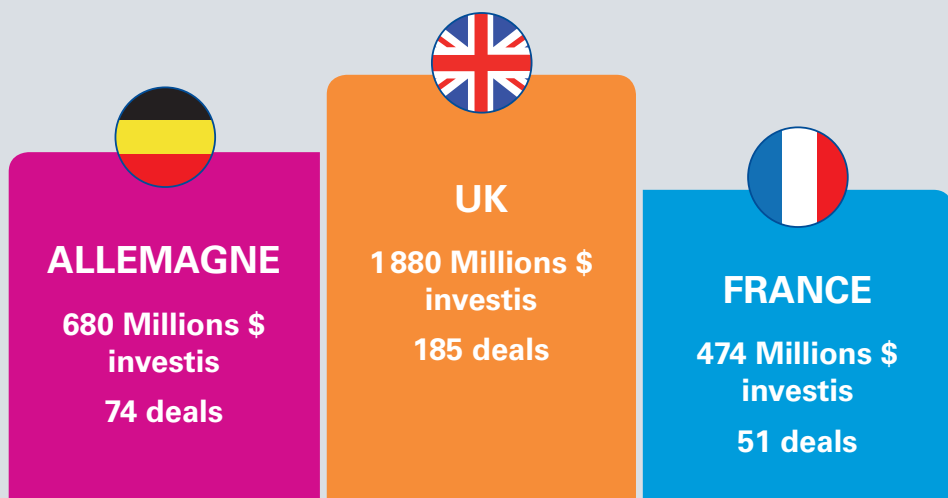 ALLEMAGNE
680 Millions $
investis
74 deals
UK
1 880 Millions $
investis
185 deals
FRANCE
474 Millions $
investis
51 deals